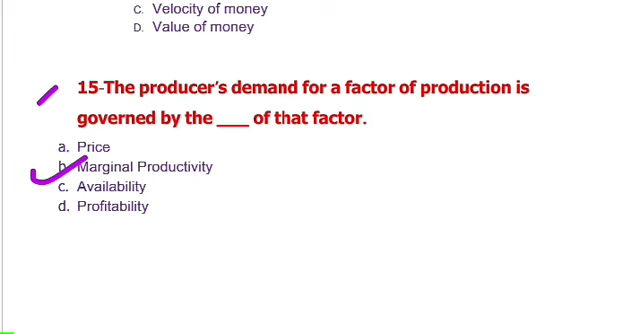 C. Velocity of money
D. Value of money
15-The producer's demand for a factor of production is
governed by the ___ of that factor.
a. Price
b. Marginal Productivity
c. Availability
d. Profitability